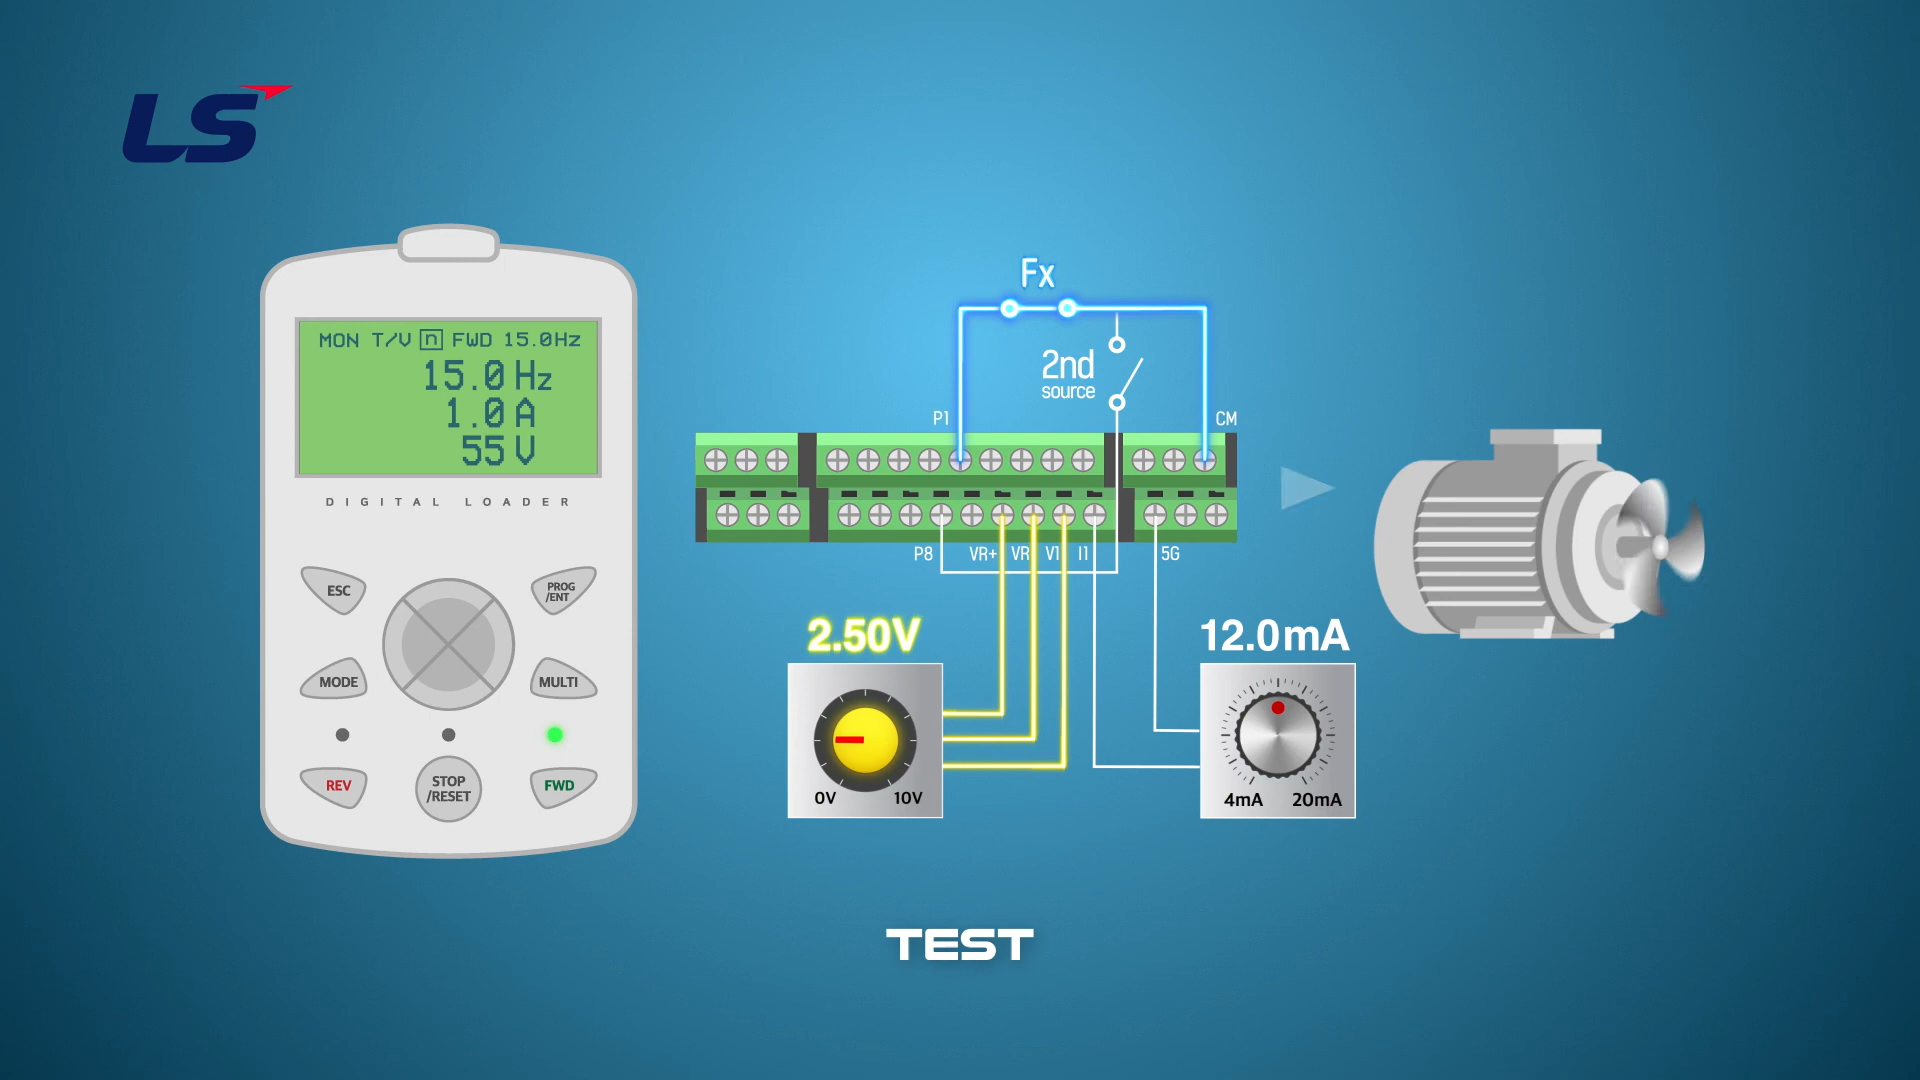 LS
MON T/V n FWD 15.0Hz
15.0 Hz
1.0 A
55 V
DIGITAL LOADER
ESC
PROG
/ENT
MODE
MULTI
REV
STOP
/RESET
FWD
Fx
2nd
source
P1
CM
P8
VR+
VR
V1
I1
5G
2.50V
0V
10V
12.0mA
4mA
20mA
TEST